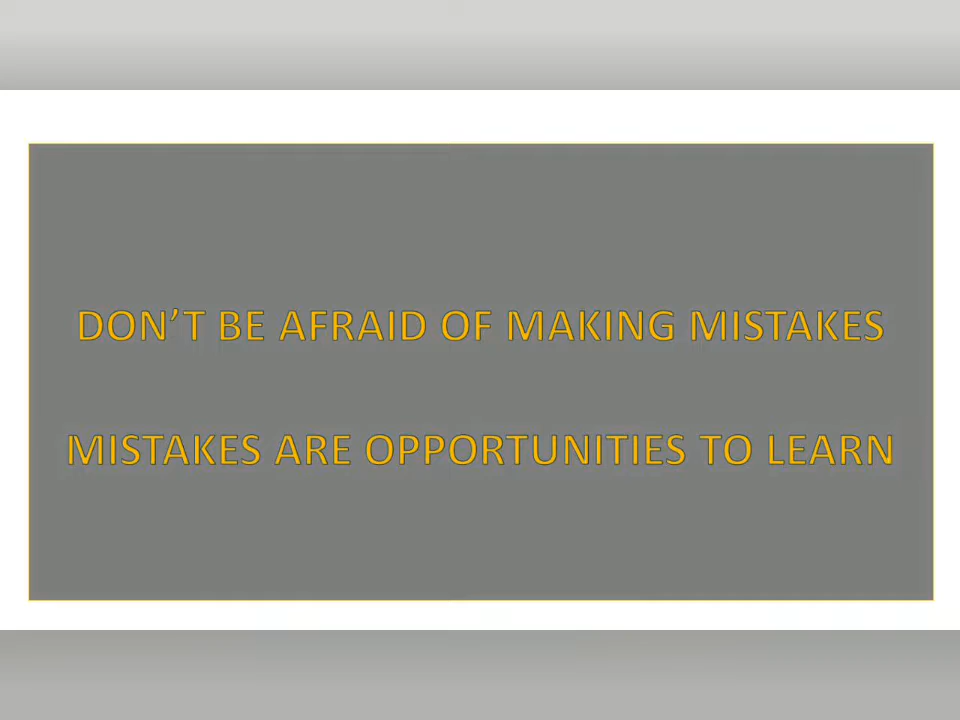 DON’T BE AFRAID OF MAKING MISTAKES
MISTAKES ARE OPPORTUNITIES TO LEARN